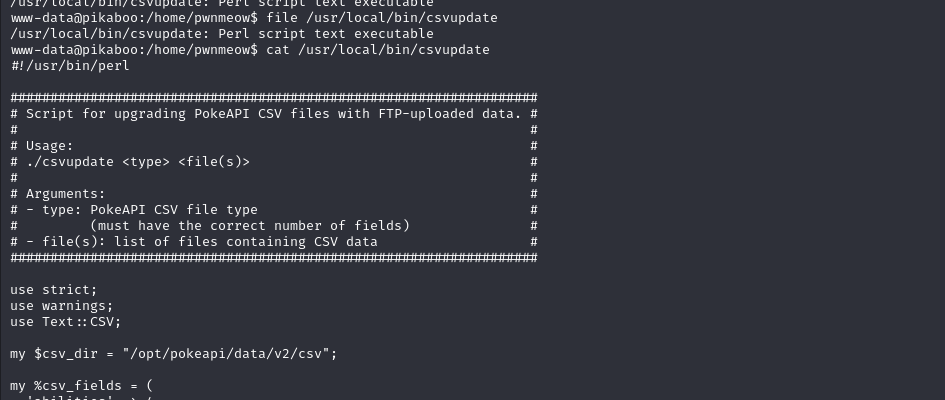 /usr/local/bin/csvupdate: Perl script text executable
www-data@pikaboo:/home/pwnmeow$ file /usr/local/bin/csvupdate
/usr/local/bin/csvupdate: Perl script text executable
www-data@pikaboo:/home/pwnmeow$ cat /usr/local/bin/csvupdate
#!/usr/bin/perl

##################################################################
# Script for upgrading PokeAPI CSV files with FTP-uploaded data. #
#                                                                #
# Usage:                                                         #
# ./csvupdate <type> <file(s)>                                   #
#                                                                #
# Arguments:                                                     #
# - type: PokeAPI CSV file type                                  #
#         (must have the correct number of fields)               #
# - file(s): list of files containing CSV data                   #
##################################################################

use strict;
use warnings;
use Text::CSV;

my $csv_dir = "/opt/pokeapi/data/v2/csv";

my %csv_fields = (